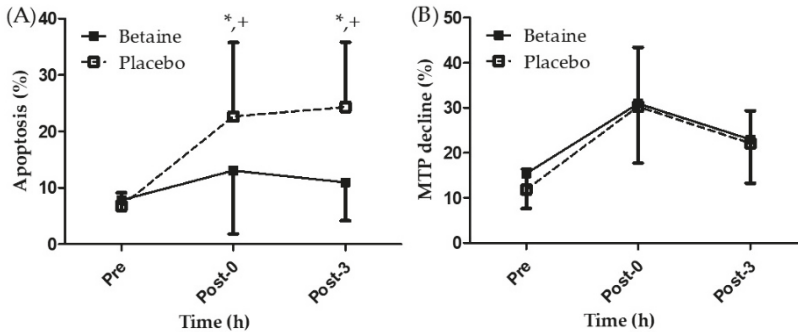 (A)
Apoptosis (%)
40
30
20
10
0
Betaine
Placebo
*,+
*,+
Pre
Post-0
Post-3
Time (h)
(B)
MTP decline (%)
50
40
30
20
10
0
Betaine
Placebo
Pre
Post-0
Post-3
Time (h)